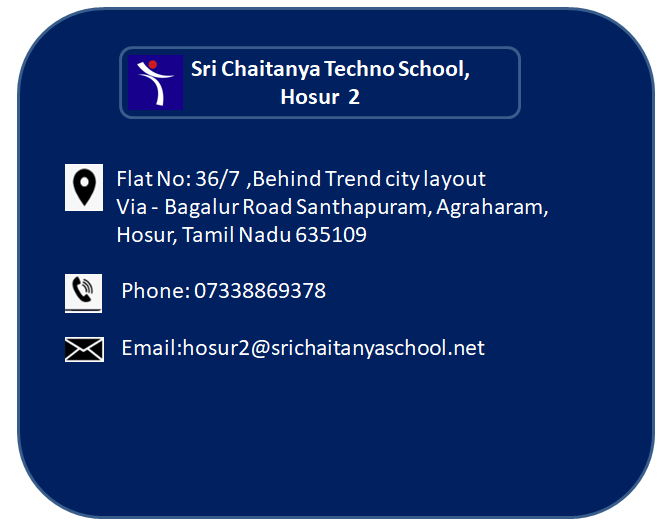 Sri Chaitanya Techno School,
Hosur 2
Flat No: 36/7 ,Behind Trend city layout
Via - Bagalur Road Santhapuram, Agraharam,
Hosur, Tamil Nadu 635109
Phone: 07338869378
Email:hosur2@srichaitanyaschool.net